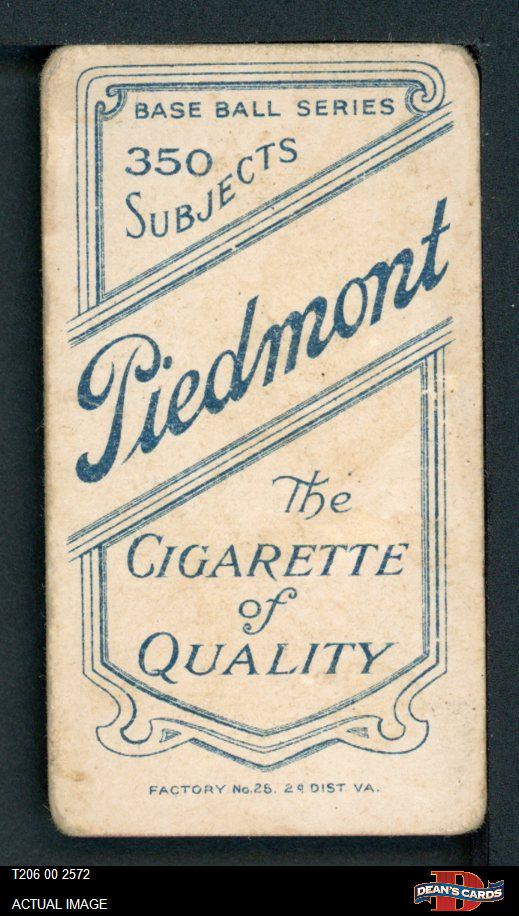 BASE BALL SERIES
350
SUBJECTS
Piedmont
The
CIGARETTE
of
QUALITY
FACTORY No.25. 2D DIST. VA.
T206 00 2572
ACTUAL IMAGE
D
DEAN'S CARDS